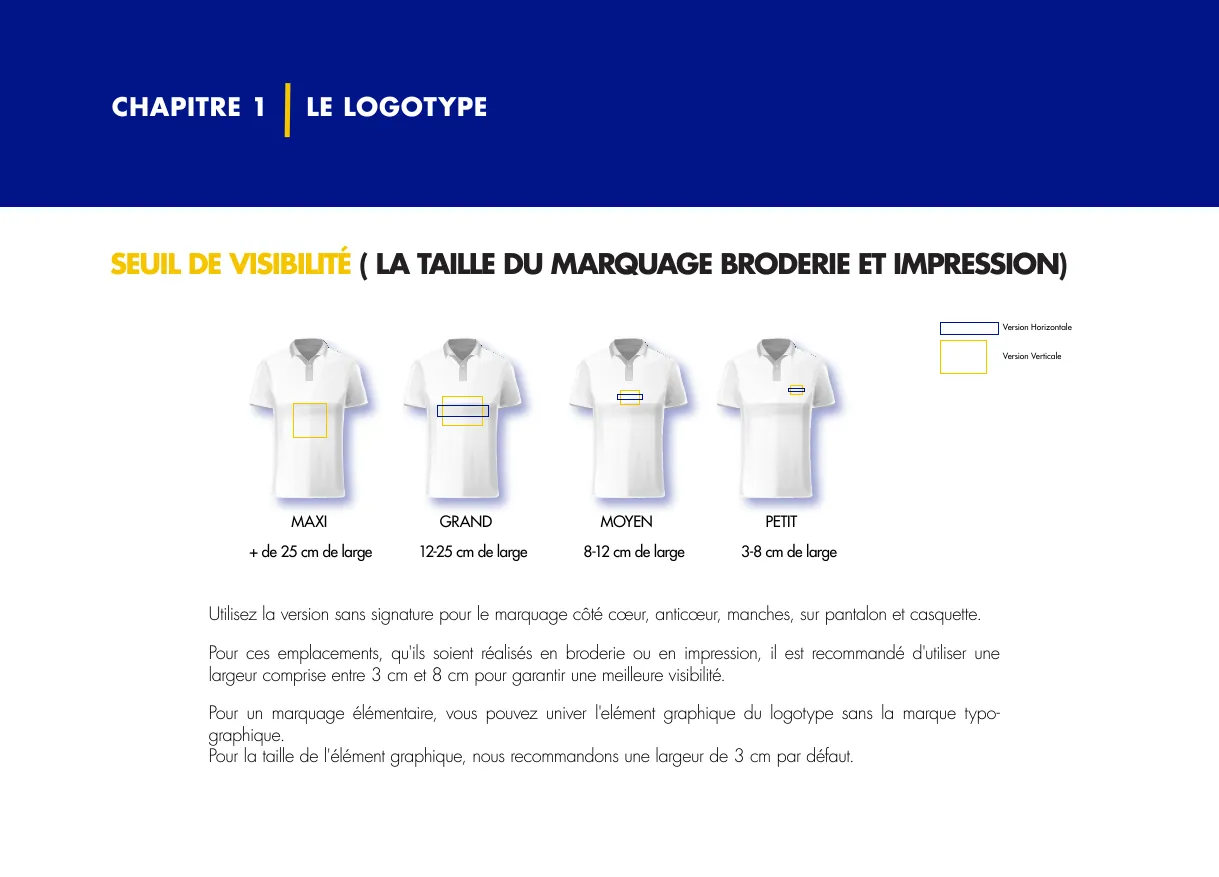 CHAPITRE 1 LE LOGOTYPE
SEUIL DE VISIBILITÉ ( LA TAILLE DU MARQUAGE BRODERIE ET IMPRESSION)
Version Horizontale
Version Verticale
MAXI GRAND MOYEN PETIT
+ de 25 cm de large 12-25 cm de large 8-12 cm de large 3-8 cm de large
Utilisez la version sans signature pour le marquage côté cœur, anticœur, manches, sur pantalon et casquette.
Pour ces emplacements, qu'ils soient réalisés en broderie ou en impression, il est recommandé d'utiliser une
largeur comprise entre 3 cm et 8 cm pour garantir une meilleure visibilité.
Pour un marquage élémentaire, vous pouvez univer l'elément graphique du logotype sans la marque typo-
graphique.
Pour la taille de l'élément graphique, nous recommandons une largeur de 3 cm par défaut.